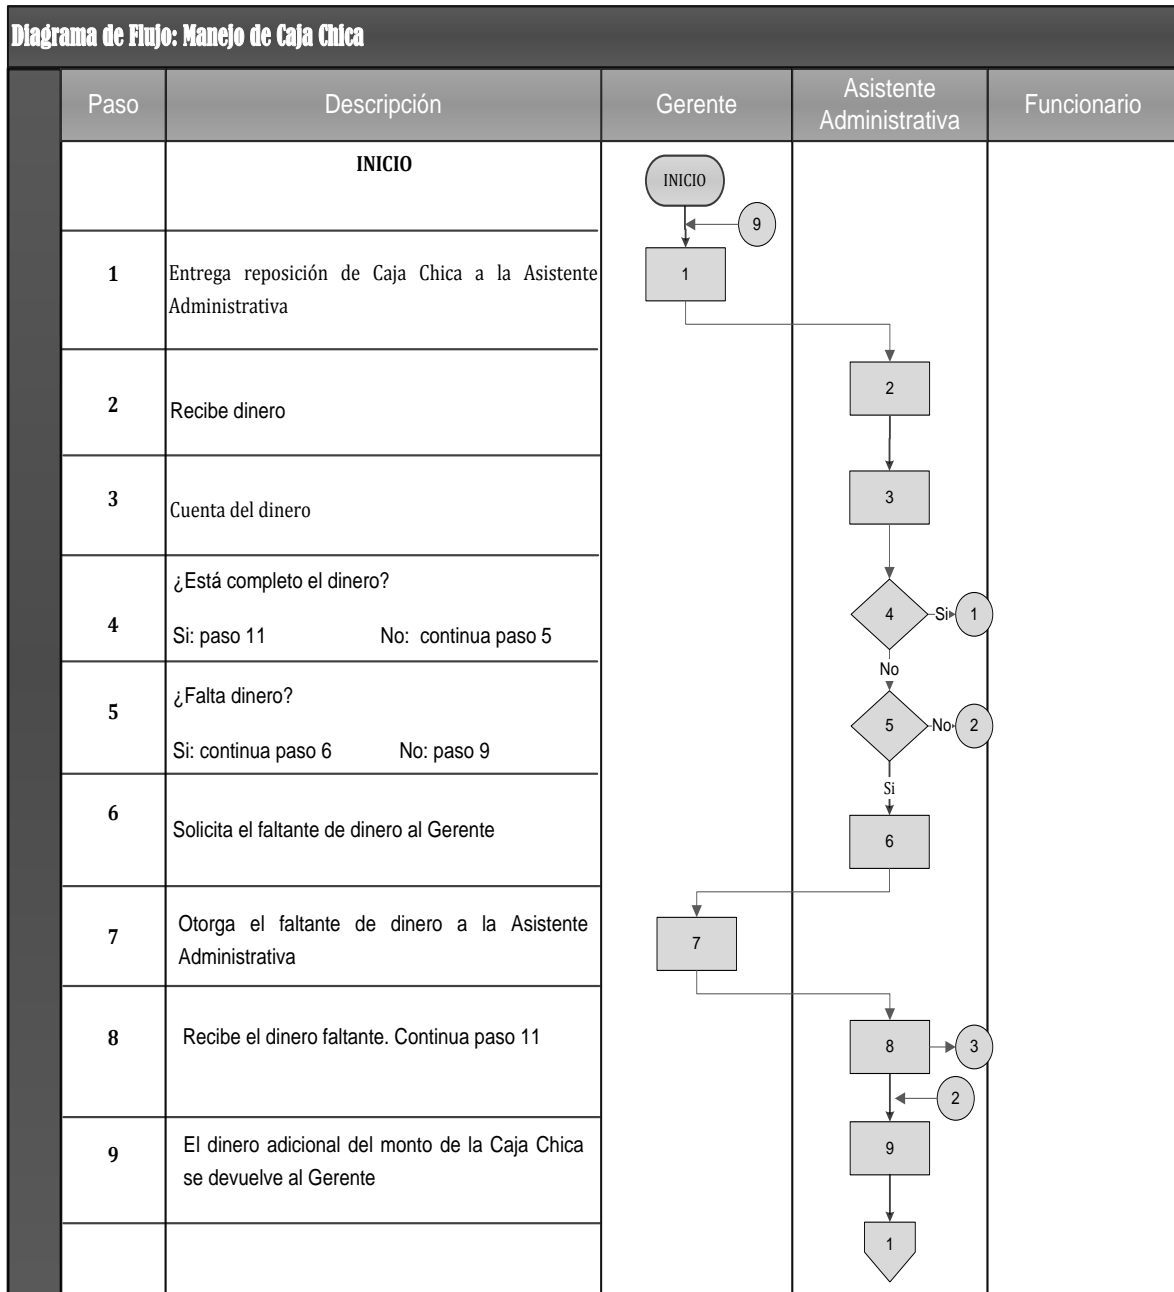 Diagrama de Flujo: Manejo de Caja Chica
Paso
Descripción
Gerente
Asistente
Administrativa
Funcionario
INICIO
INICIO
9
1
Entrega reposición de Caja Chica a la Asistente
Administrativa
1
2
Recibe dinero
2
3
Cuenta del dinero
3
4
¿Está completo el dinero?
Si: paso 11 No: continua paso 5
4
Si
1
No
5
¿Falta dinero?
Si: continua paso 6 No: paso 9
5
No
2
Si
6
Solicita el faltante de dinero al Gerente
6
7
Otorga el faltante de dinero a la Asistente
Administrativa
7
8
Recibe el dinero faltante. Continua paso 11
8
3
2
9
El dinero adicional del monto de la Caja Chica
se devuelve al Gerente
9
1